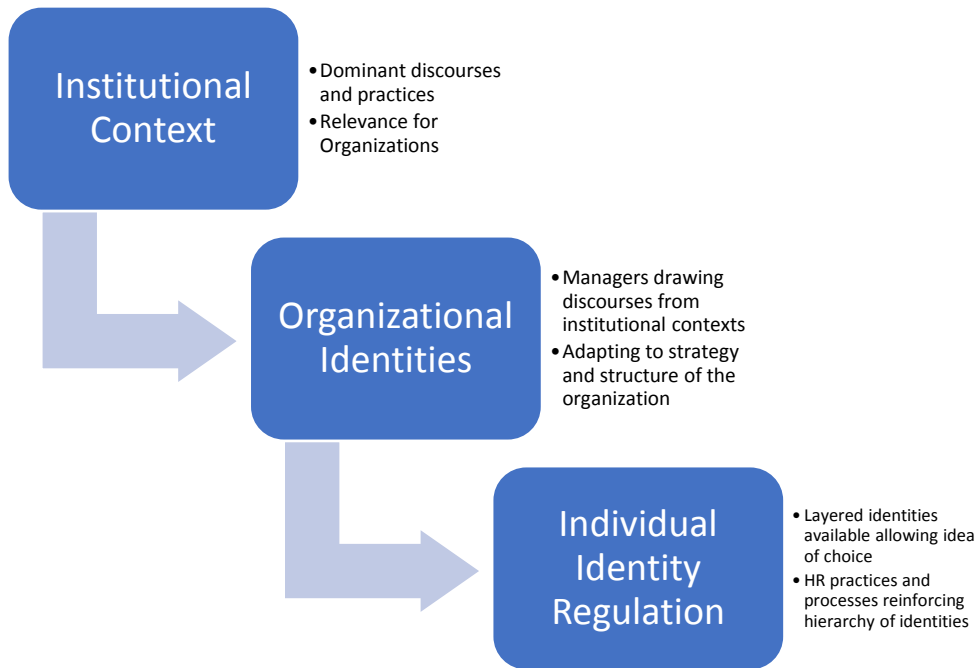 Institutional
Context
•Dominant discourses
and practices
•Relevance for
Organizations
Organizational
Identities
•Managers drawing
discourses from
institutional contexts
•Adapting to strategy
and structure of the
organization
Individual
Identity
Regulation
•Layered identities
available allowing idea
of choice
•HR practices and
processes reinforcing
hierarchy of identities